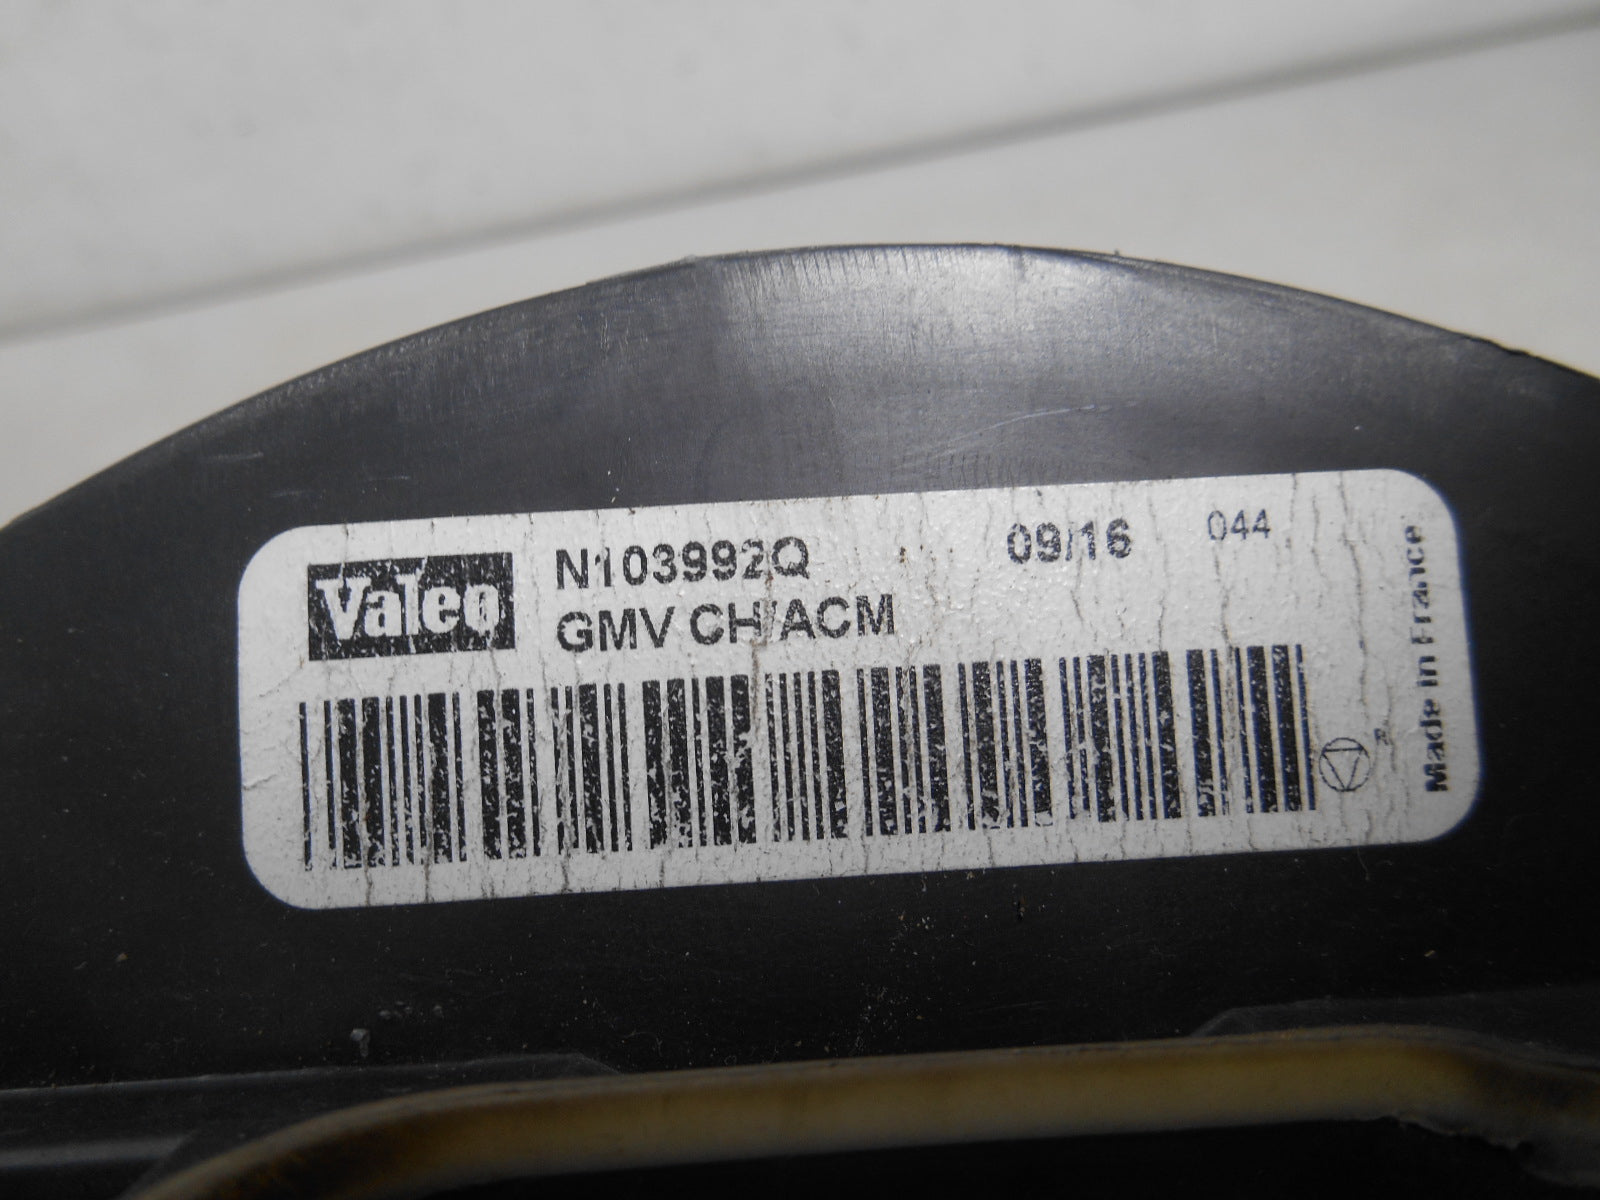 Valeo
N103992Q 09/16 044
GMV CH/ACM
R
Made in France